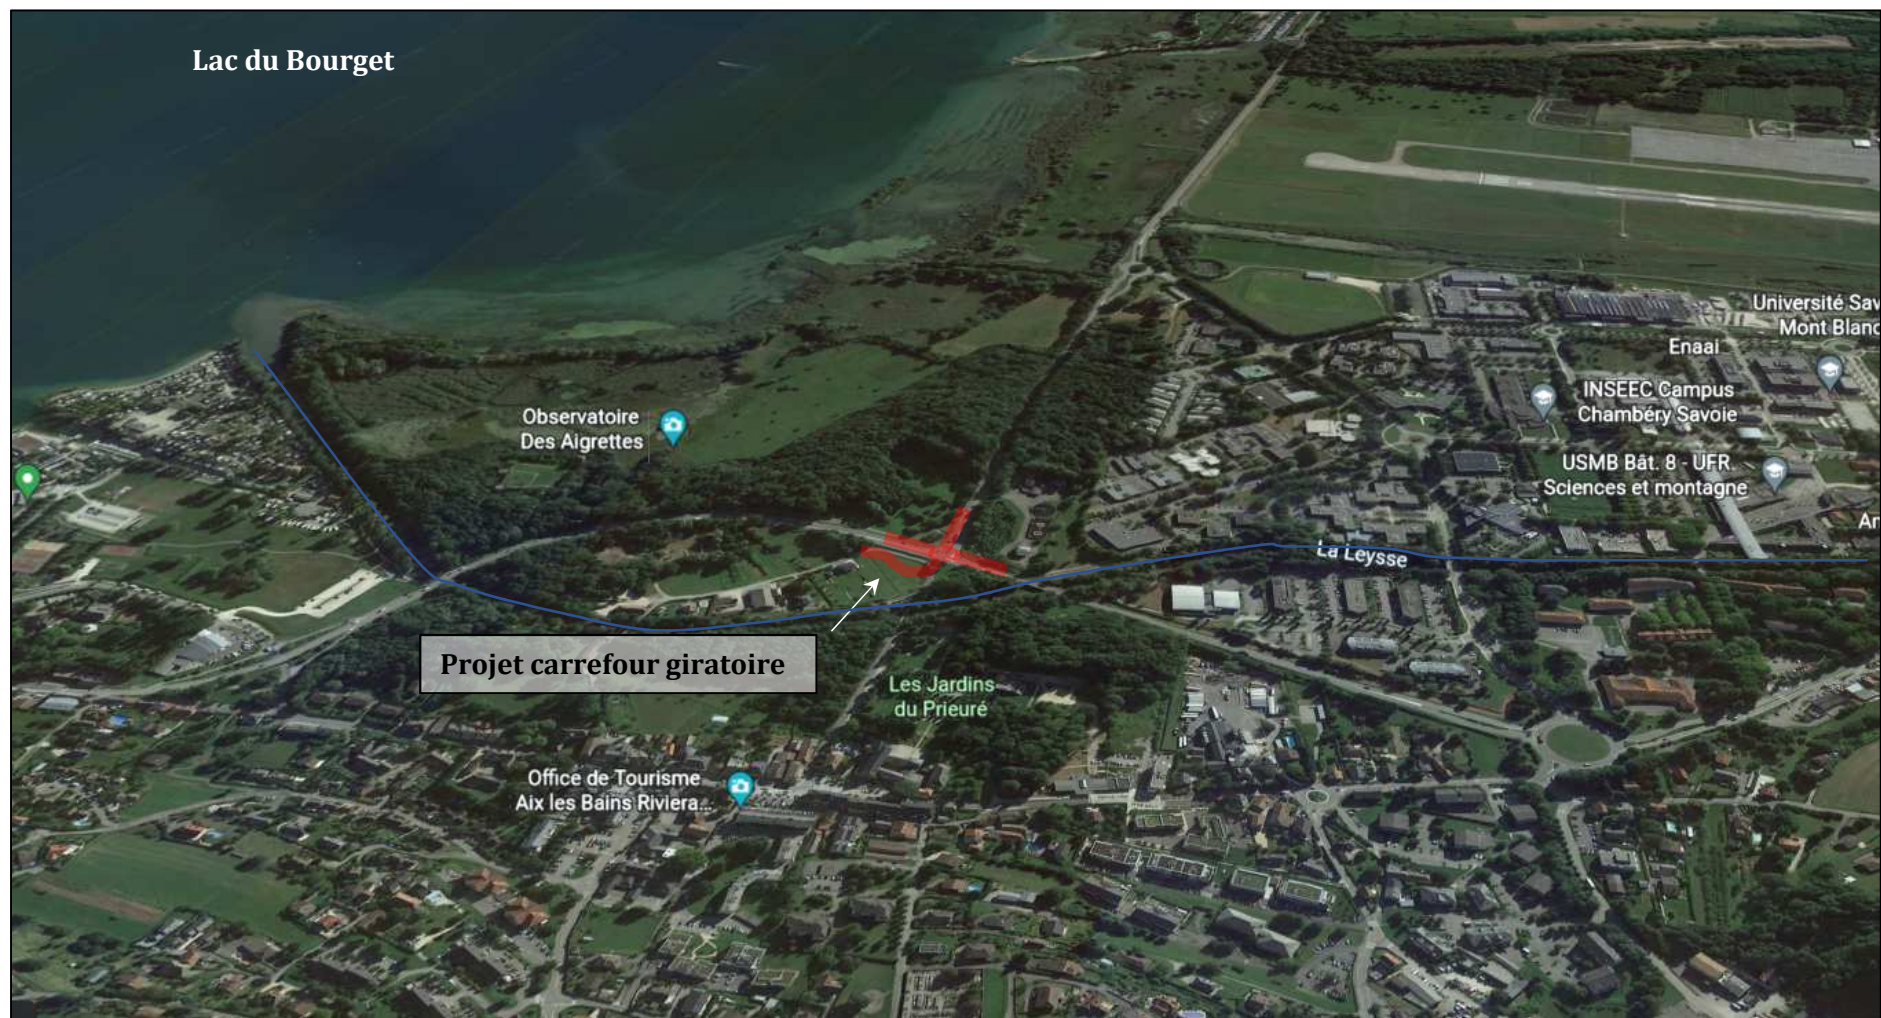 Lac du Bourget
Université Sav
Mont Blanc
Enaai
INSEEC Campus
Chambéry Savoie
Observatoire
Des Aigrettes
USMB Bât. 8 - UFR
Sciences et montagne
An
La Leysse
Projet carrefour giratoire
Les Jardins
du Prieuré
Office de Tourisme
Aix les Bains Riviera...